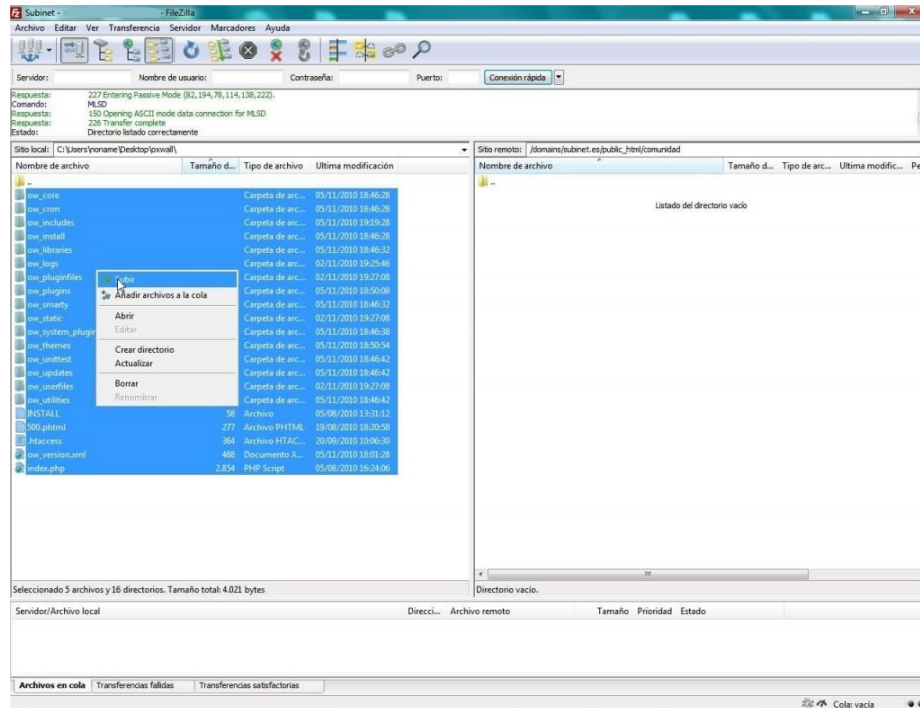 Subinet - - FileZilla
Archivo Editar Ver Transferencia Servidor Marcadores Ayuda
Servidor: Nombre de usuario: Contraseña: Puerto: Conexión rápida
Respuesta: 227 Entering Passive Mode (82,194,78,114,138,222).
Comando: MLSD
Respuesta: 150 Opening ASCII mode data connection for MLSD
Respuesta: 226 Transfer complete
Estado: Directorio listado correctamente
Sitio local: C:\Users\noname\Desktop\oxwall\
Nombre de archivo Tamaño d... Tipo de archivo Ultima modificación
..
ow_core Carpeta de arc... 05/11/2010 18:46:28
ow_cron Carpeta de arc... 05/11/2010 18:46:28
ow_includes Carpeta de arc... 05/11/2010 19:19:28
ow_install Carpeta de arc... 05/11/2010 18:46:28
ow_libraries Carpeta de arc... 05/11/2010 18:46:32
ow_logs Carpeta de arc... 02/11/2010 19:25:46
ow_pluginfiles Carpeta de arc... 02/11/2010 19:27:08
ow_plugins Carpeta de arc... 05/11/2010 18:50:08
ow_smarty Carpeta de arc... 05/11/2010 18:46:32
ow_static Carpeta de arc... 02/11/2010 19:27:08
ow_system_plugin Carpeta de arc... 05/11/2010 18:46:38
ow_themes Carpeta de arc... 05/11/2010 18:50:54
ow_unittest Carpeta de arc... 05/11/2010 18:46:42
ow_updates Carpeta de arc... 05/11/2010 18:46:42
ow_userfiles Carpeta de arc... 02/11/2010 19:27:08
ow_utilities Carpeta de arc... 05/11/2010 18:46:42
INSTALL 58 Archivo 05/08/2010 13:31:12
500.phtml 277 Archivo PHTML 19/08/2010 18:20:58
.htaccess 364 Archivo HTAC... 20/09/2010 10:06:30
ow_version.xml 468 Documento X... 05/11/2010 18:01:28
index.php 2.854 PHP Script 05/08/2010 16:24:06
Subir
Añadir archivos a la cola
Abrir
Editar
Crear directorio
Actualizar
Borrar
Renombrar
Seleccionado 5 archivos y 16 directorios. Tamaño total: 4.021 bytes
Sitio remoto: /domains/subinet.es/public_html/comunidad
Nombre de archivo Tamaño d... Tipo de arc... Ultima modific... Pe
..
Listado del directorio vacío
Directorio vacío.
Servidor/Archivo local Direcci... Archivo remoto Tamaño Prioridad Estado
Archivos en cola Transferencias fallidas Transferencias satisfactorias
Cola: vacía